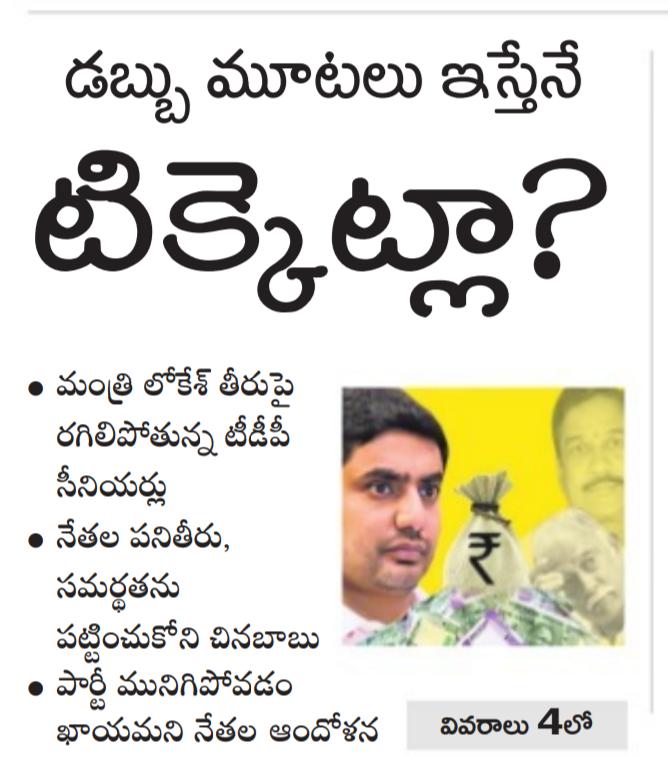 డబ్బు మూటలు ఇస్తేనే
టిక్కెట్లా?
● మంత్రి లోకేశ్ తీరుపై
రగిలిపోతున్న టీడీపీ
సీనియర్లు
● నేతల పనితీరు,
సమర్థతను
పట్టించుకోని చినబాబు
● పార్టీ మునిగిపోవడం
ఖాయమని నేతల ఆందోళన
₹
వివరాలు 4లో